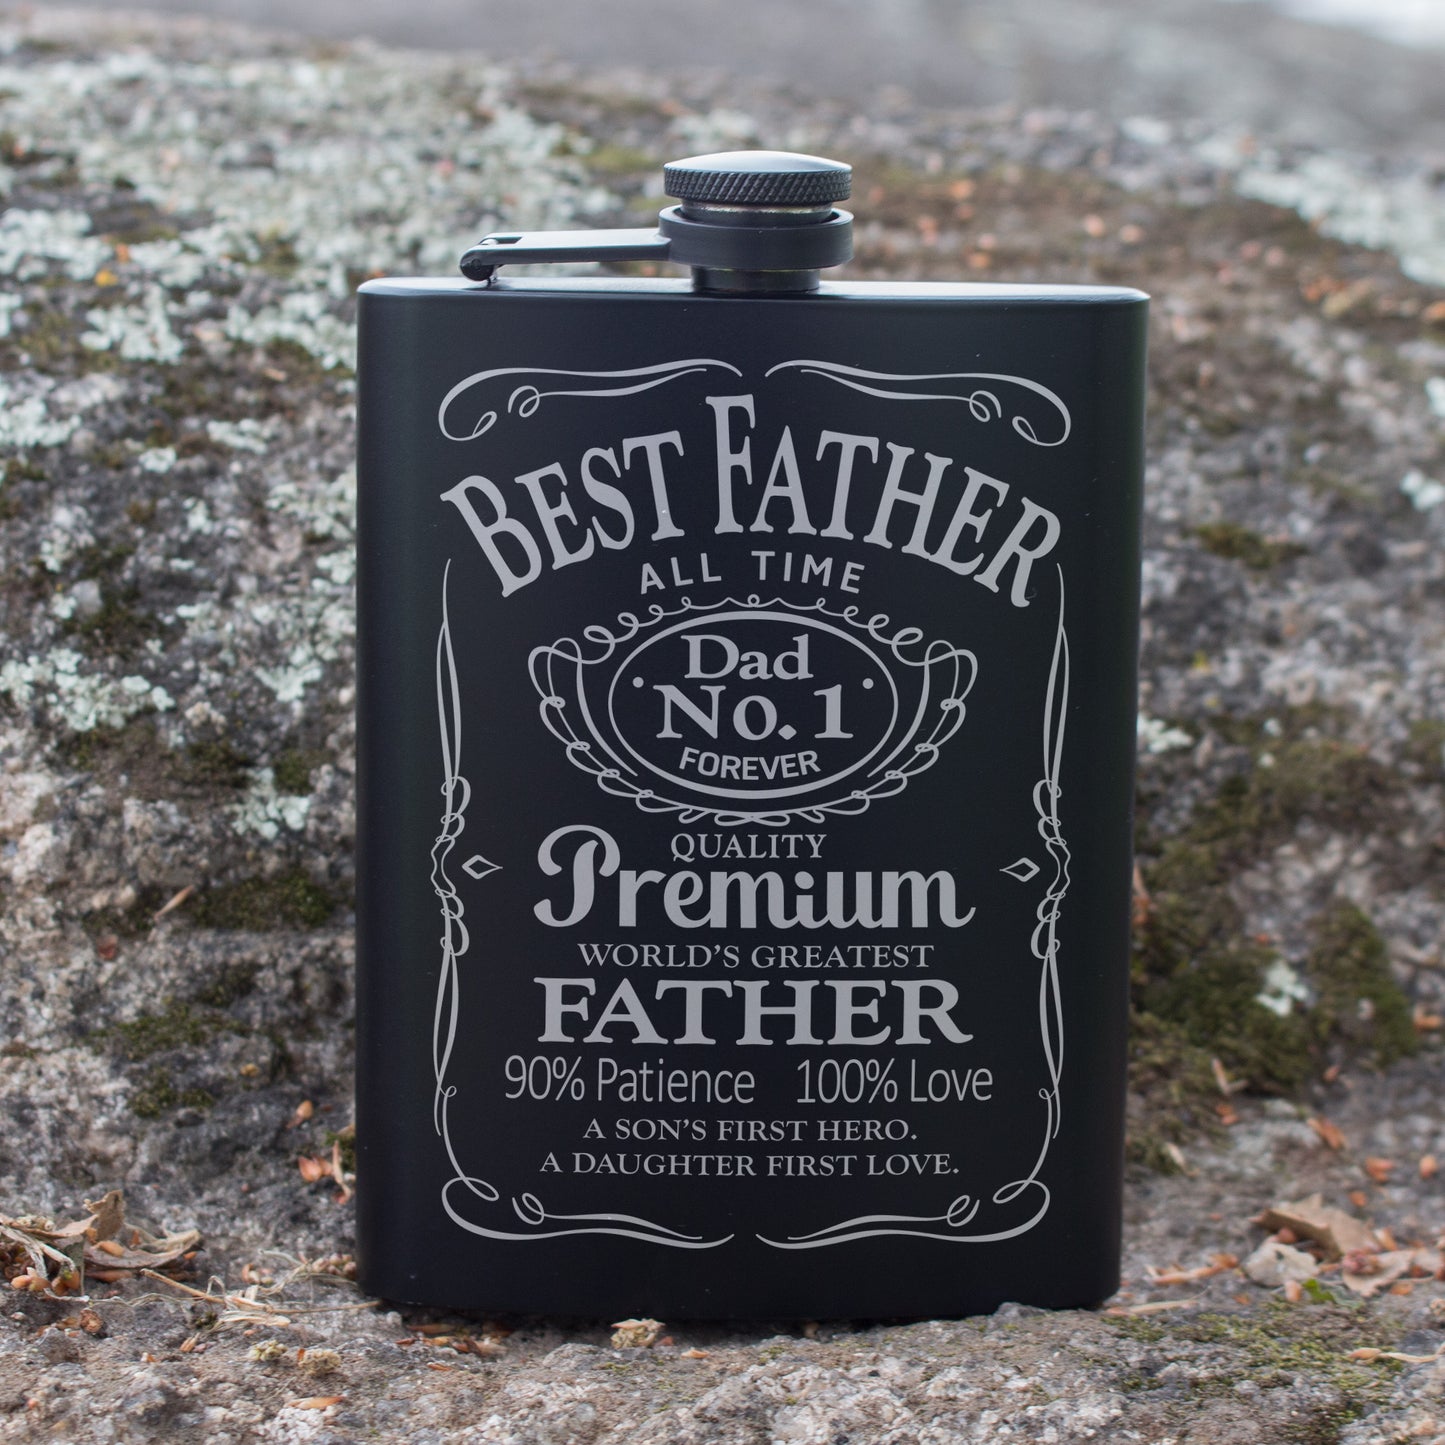 BEST FATHER
ALL TIME
Dad
No. 1
FOREVER
QUALITY
Premium
WORLD'S GREATEST
FATHER
90% Patience 100% Love
A SON'S FIRST HERO.
A DAUGHTER FIRST LOVE.